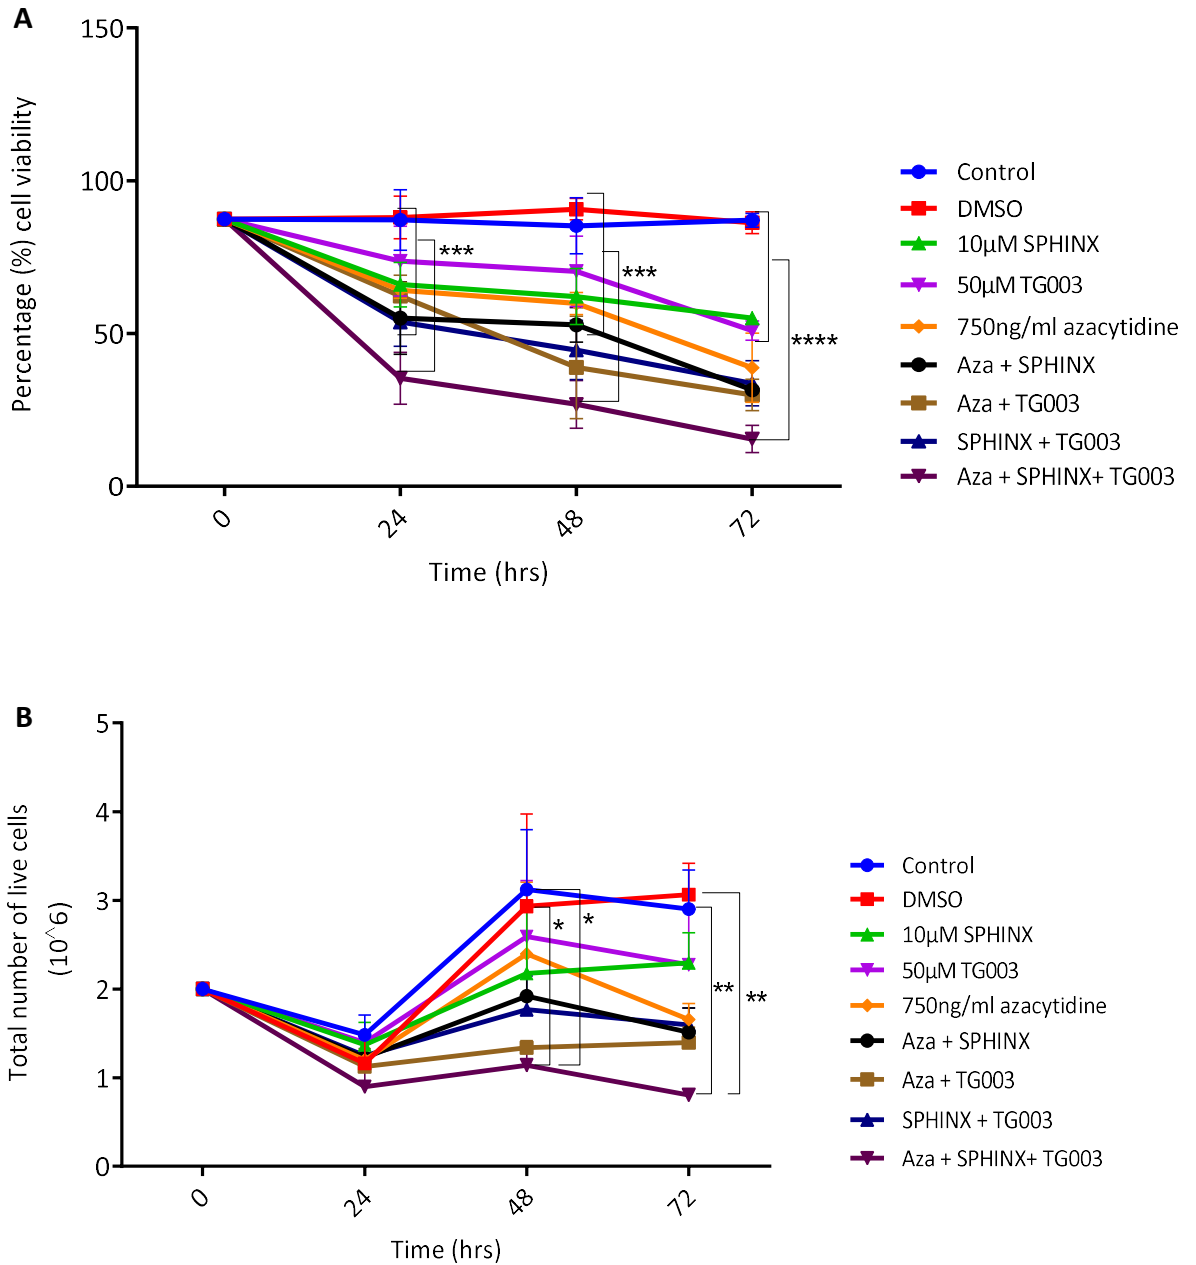 A
150
100
50
0
Percentage (%) cell viability
***
***
****
0
24
48
72
Time (hrs)
Control
DMSO
10µM SPHINX
50µM TG003
750ng/ml azacytidine
Aza + SPHINX
Aza + TG003
SPHINX + TG003
Aza + SPHINX+ TG003
B
5
4
3
2
1
0
Total number of live cells
(10^6)
*
*
**
**
0
24
48
72
Time (hrs)
Control
DMSO
10µM SPHINX
50µM TG003
750ng/ml azacytidine
Aza + SPHINX
Aza + TG003
SPHINX + TG003
Aza + SPHINX+ TG003